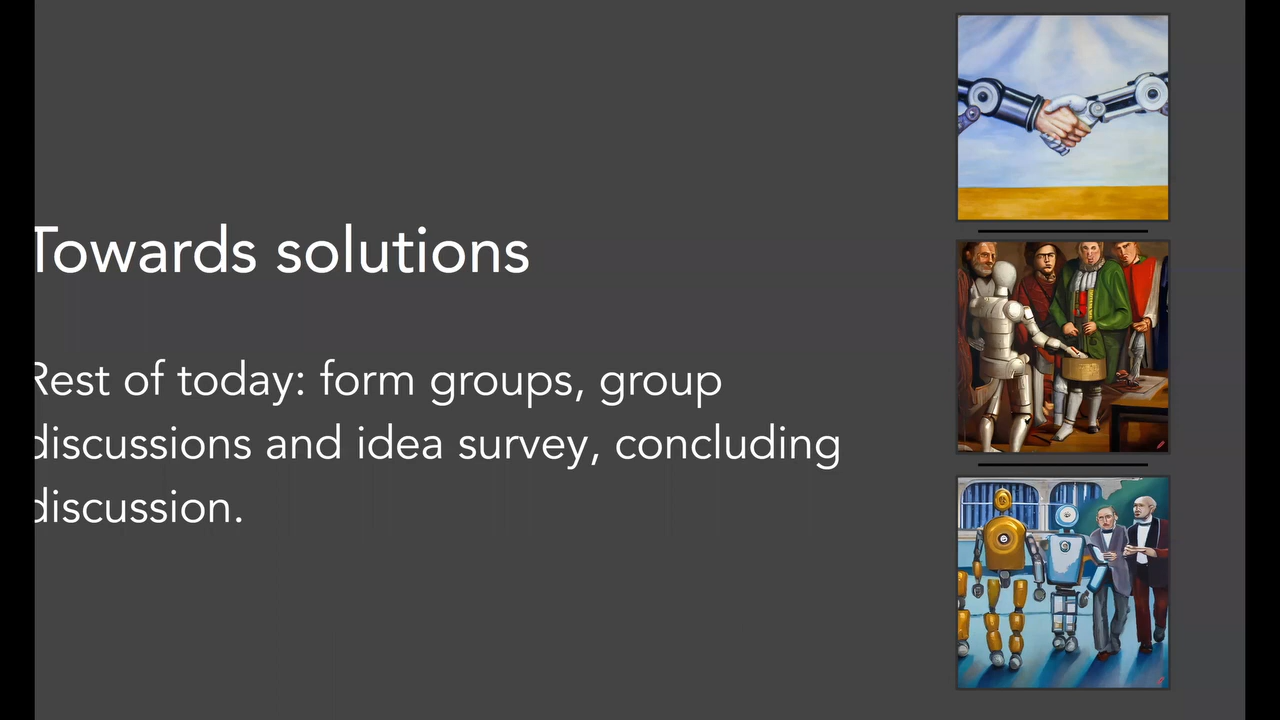 Towards solutions
Rest of today: form groups, group
discussions and idea survey, concluding
discussion.